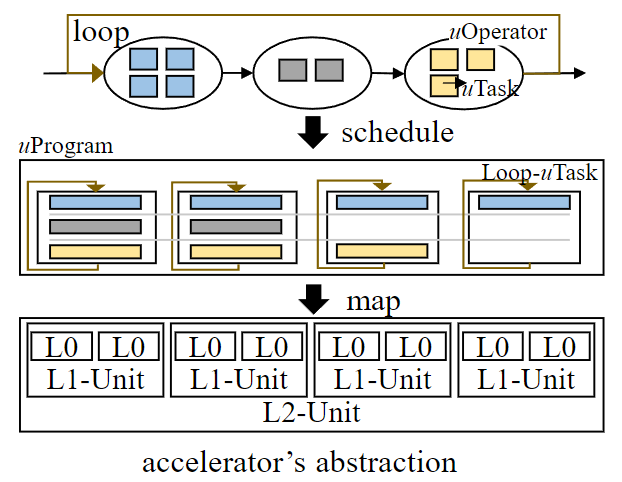 loop
uOperator
uTask
schedule
uProgram
Loop-uTask
map
L0 L0 L0 L0 L0 L0 L0 L0
L1-Unit L1-Unit L1-Unit L1-Unit
L2-Unit
accelerator's abstraction